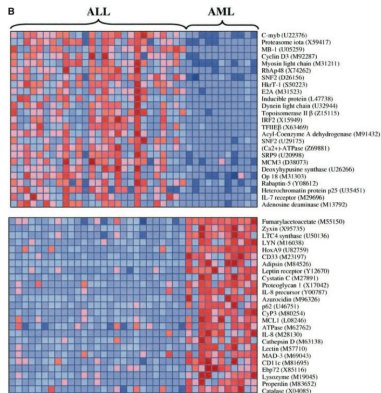 B
ALL AML
C-myb (U22376)
Proteasome iota (X59417)
MB-1 (U05259)
Cyclin D3 (M92287)
Myosin light chain (M31211)
RbAp48 (X74262)
SNF2 (D26156)
HkrT-1 (S50223)
E2A (M31523)
Inducible protein (L47738)
Dynein light chain (U32944)
Topoisomerase II β (Z15115)
IRF2 (X15949)
TFIIEβ (X63469)
Acyl-Coenzyme A dehydrogenase (M91432)
SNF2 (U29175)
(Ca2+)-ATPase (Z69881)
SRP9 (U20998)
MCM3 (D38073)
Deoxyhypusine synthase (U26266)
Op 18 (M31303)
Rabaptin-5 (Y08612)
Heterochromatin protein p25 (U35451)
IL-7 receptor (M29696)
Adenosine deaminase (M13792)
Fumarylacetoacetate (M55150)
Zyxin (X95735)
LTC4 synthase (U50136)
LYN (M16038)
HoxA9 (U82759)
CD33 (M23197)
Adipsin (M84526)
Leptin receptor (Y12670)
Cystatin C (M27891)
Proteoglycan 1 (X17042)
IL-8 precursor (Y00787)
Azurocidin (M96326)
p62 (U46751)
CyP3 (M80254)
MCL1 (L08246)
ATPase (M62762)
IL-8 (M28130)
Cathepsin D (M63138)
Lectin (M57710)
MAD-3 (M69043)
CD11c (M81695)
Ebp72 (X85116)
Lysozyme (M19045)
Properdin (M83652)
Catalase (X04085)